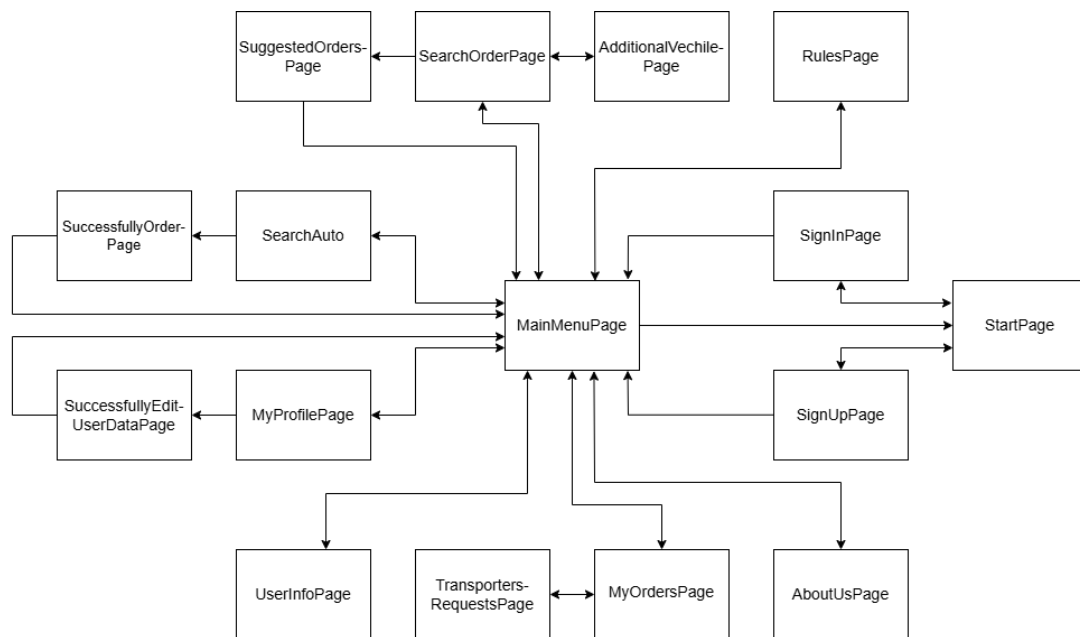 SuggestedOrders-
Page
SearchOrderPage
AdditionalVechile-
Page
RulesPage
SuccessfullyOrder-
Page
SearchAuto
SignInPage
MainMenuPage
StartPage
SuccessfullyEdit-
UserDataPage
MyProfilePage
SignUpPage
UserInfoPage
Transporters-
RequestsPage
MyOrdersPage
AboutUsPage